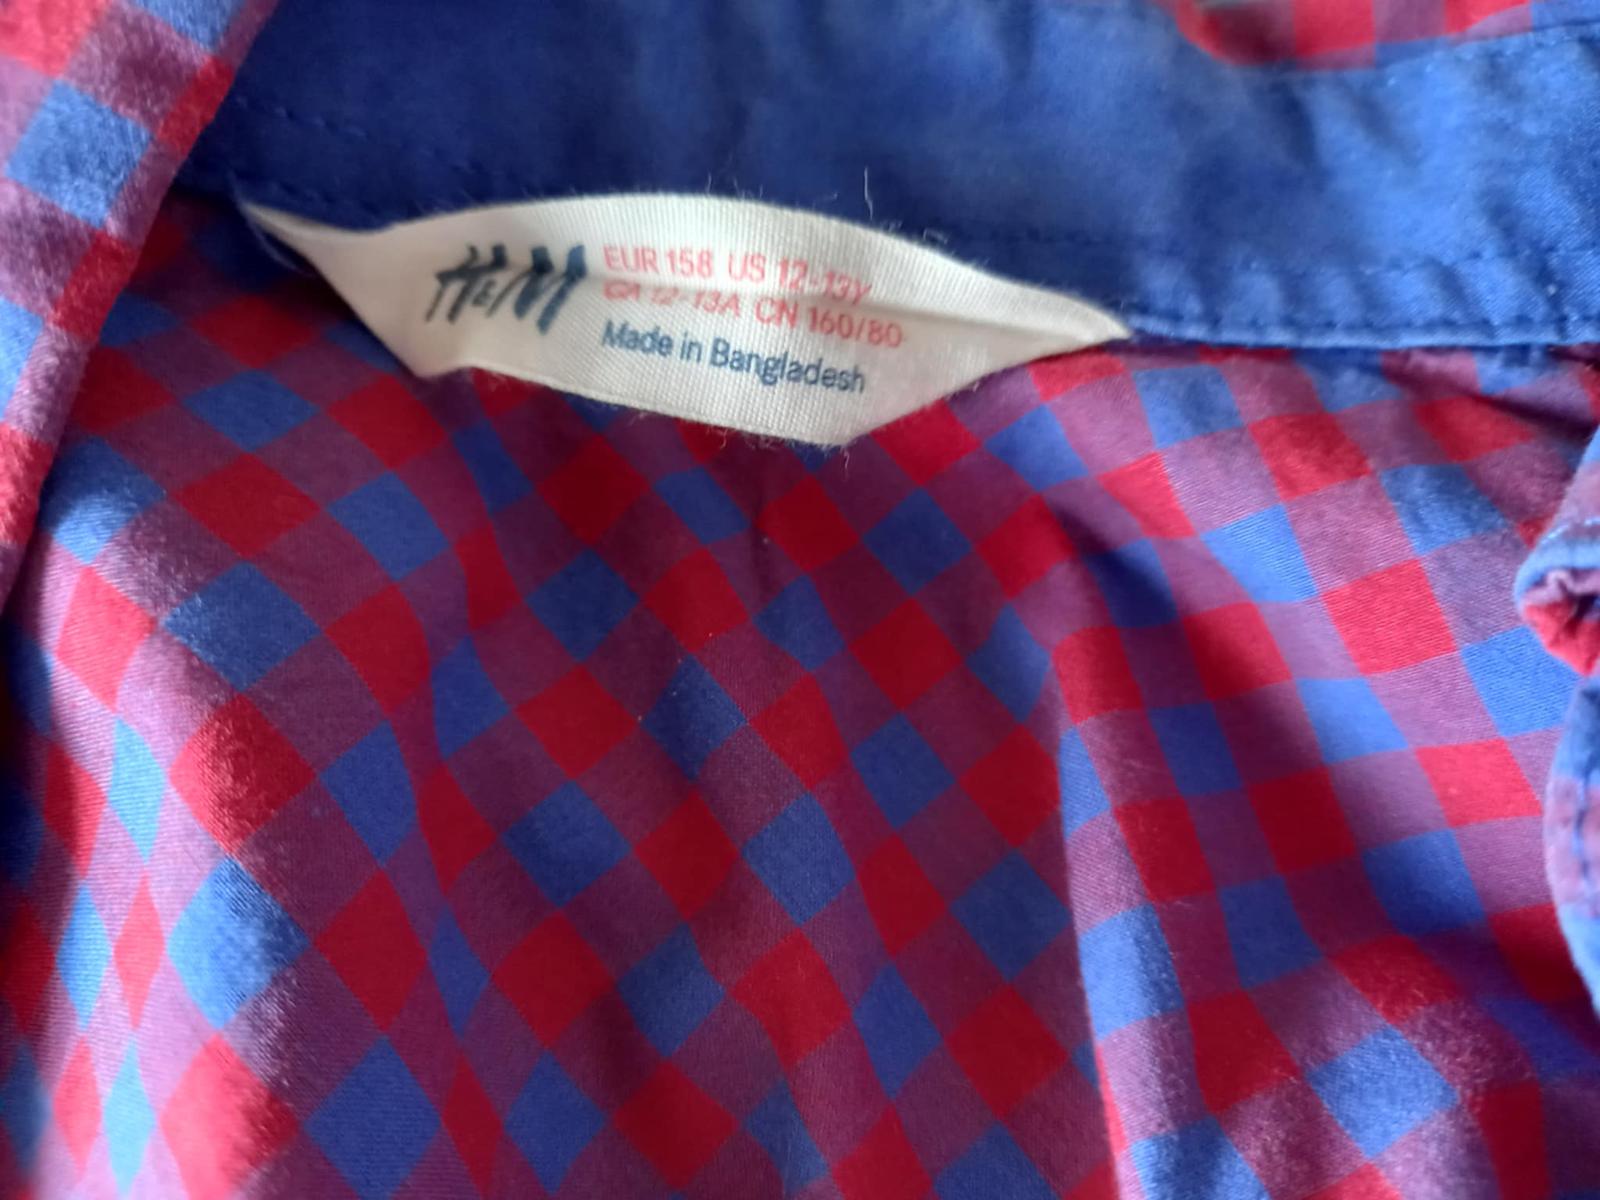 H&M
EUR 158 US 12-13Y
CA 12-13A CN 160/80
Made in Bangladesh